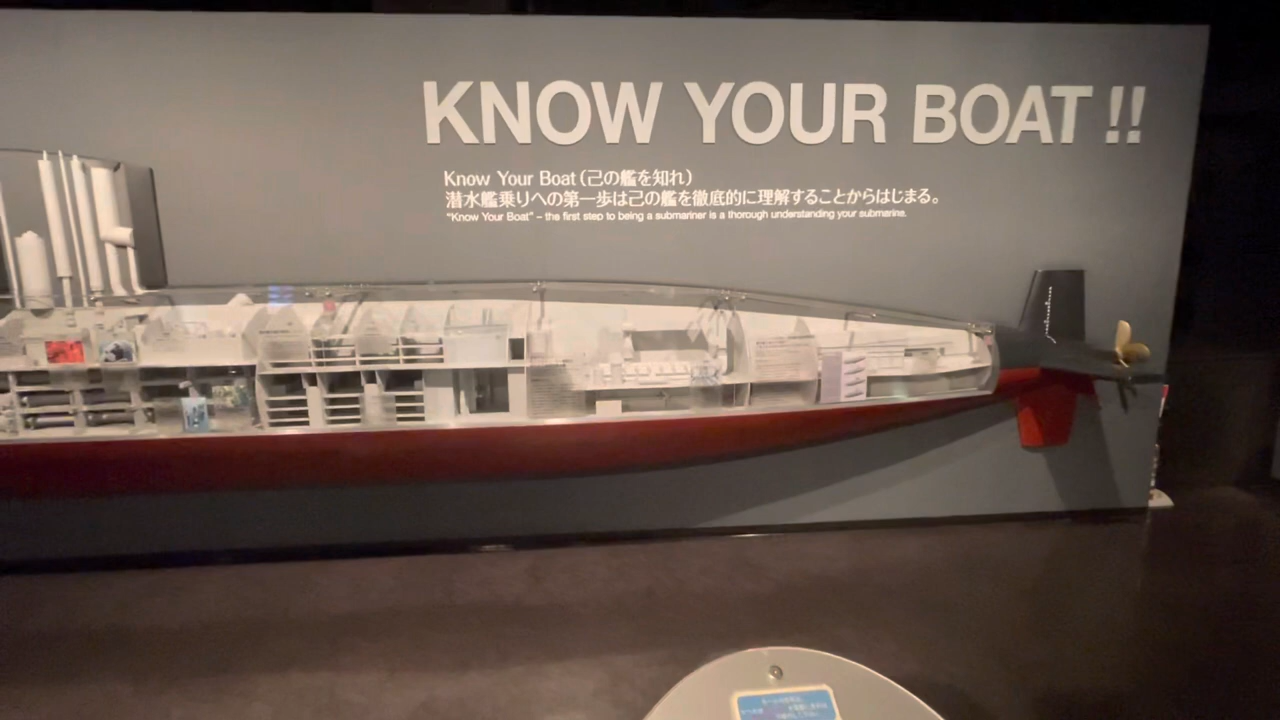 KNOW YOUR BOAT !!
Know Your Boat（己の艦を知れ）
潜水艦乗りへの第一歩は己の艦を徹底的に理解することからはじまる。
“Know Your Boat” – the first step to being a submariner is a thorough understanding your submarine.